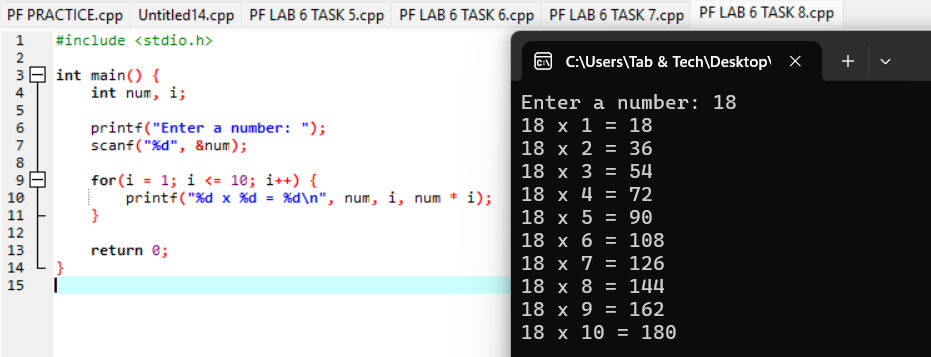 PF PRACTICE.cpp Untitled14.cpp PF LAB 6 TASK 5.cpp PF LAB 6 TASK 6.cpp PF LAB 6 TASK 7.cpp PF LAB 6 TASK 8.cpp
1 #include <stdio.h>
2
3 int main() {
4 int num, i;
5
6 printf("Enter a number: ");
7 scanf("%d", &num);
8
9 for(i = 1; i <= 10; i++) {
10 printf("%d x %d = %d\n", num, i, num * i);
11 }
12
13 return 0;
14 }
15
C:\Users\Tab & Tech\Desktop\
Enter a number: 18
18 x 1 = 18
18 x 2 = 36
18 x 3 = 54
18 x 4 = 72
18 x 5 = 90
18 x 6 = 108
18 x 7 = 126
18 x 8 = 144
18 x 9 = 162
18 x 10 = 180